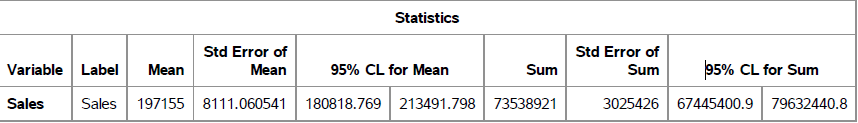 Statistics
Variable Label Mean Std Error of Mean 95% CL for Mean Sum Std Error of Sum 95% CL for Sum
Sales Sales 197155 8111.060541 180818.769 213491.798 73538921 3025426 67445400.9 79632440.8